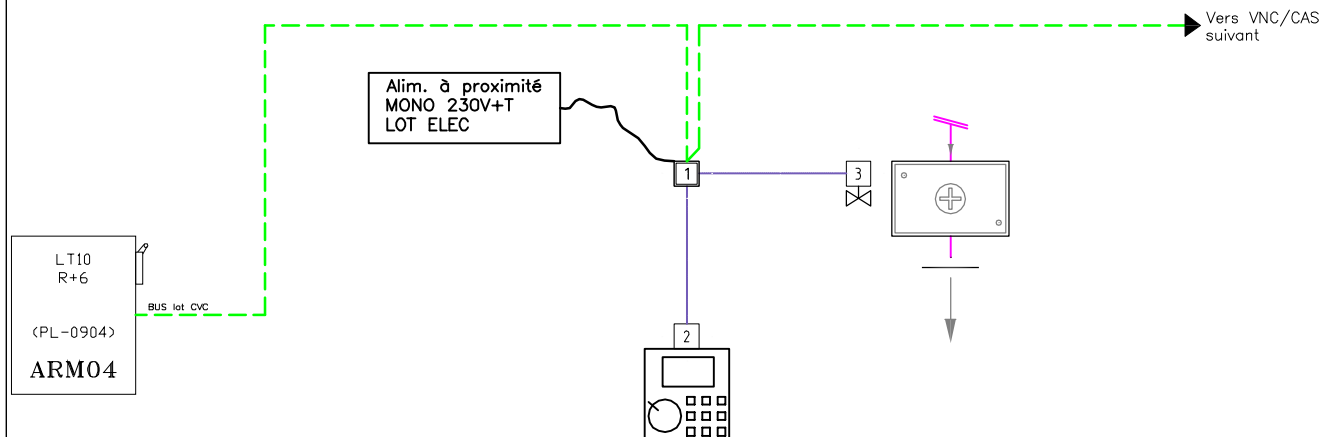 Vers VNC/CAS
suivant
Alim. à proximité
MONO 230V+T
LOT ELEC
1
3
LT10
R+6
BUS lot CVC
(PL-0904)
ARM04
2